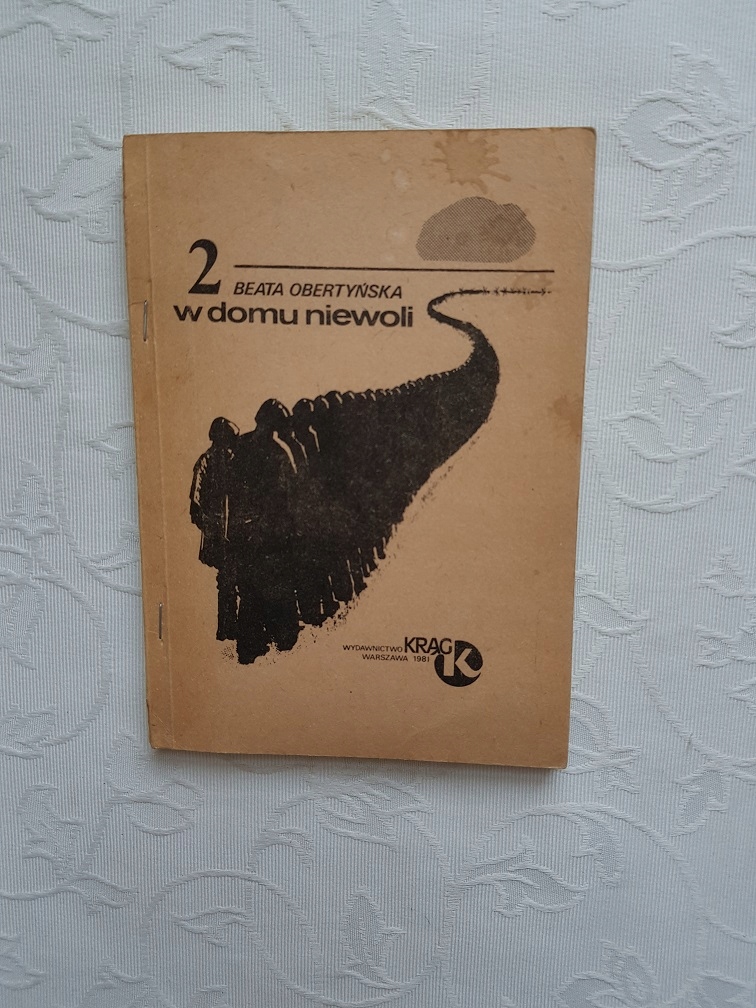 2
BEATA OBERTYŃSKA
w domu niewoli
WYDAWNICTWO KRĄG
WARSZAWA 1981
K